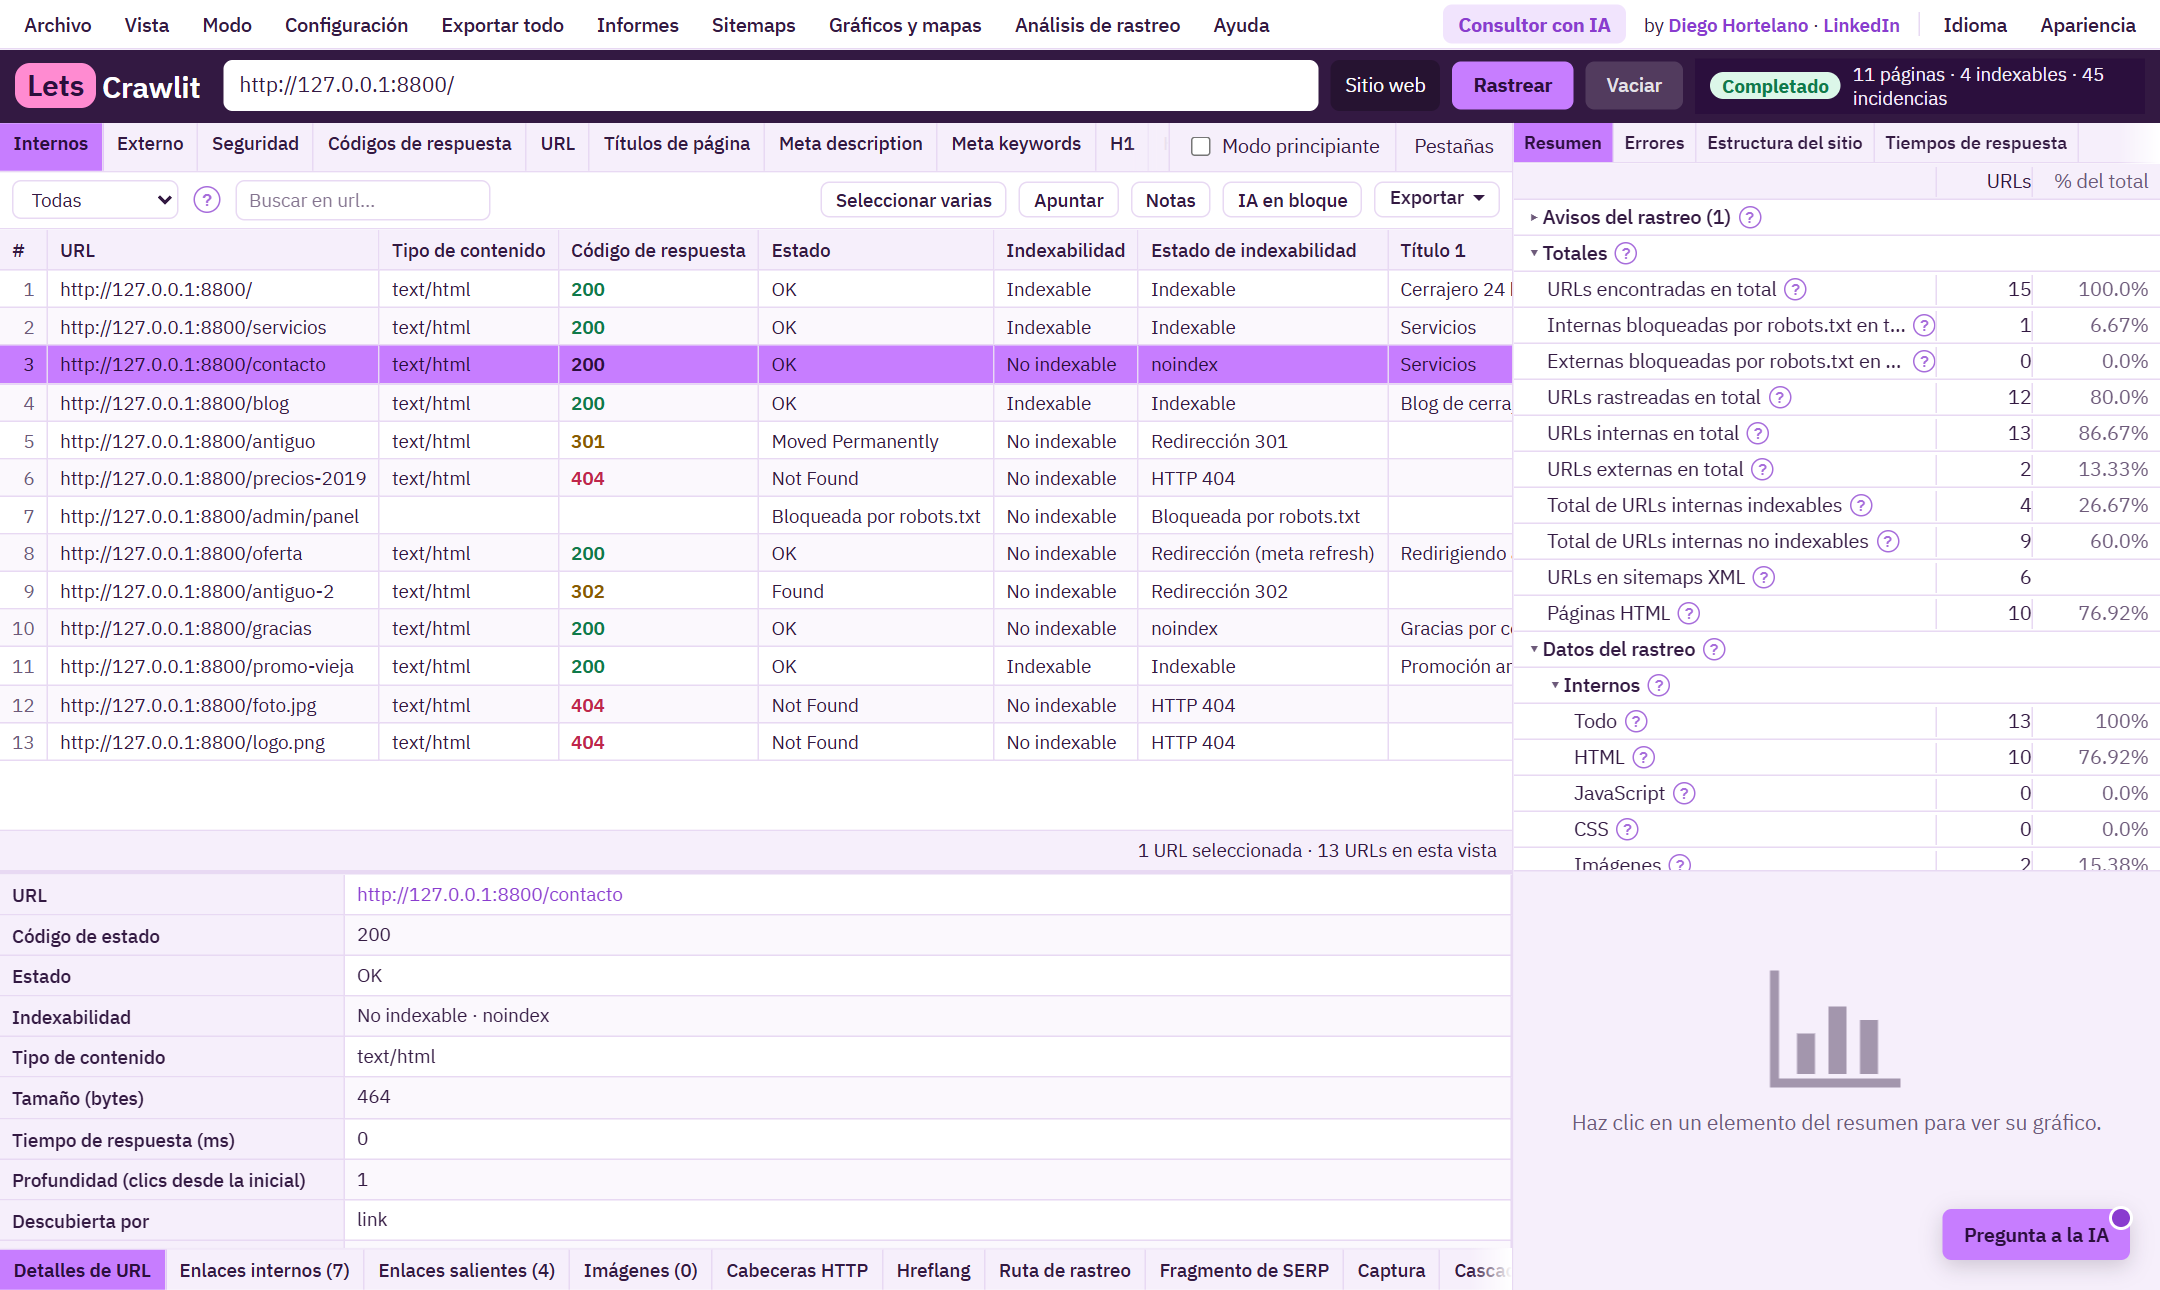 Archivo Vista Modo Configuración Exportar todo Informes Sitemaps Gráficos y mapas Análisis de rastreo Ayuda Consultor con IA by Diego Hortelano · LinkedIn Idioma Apariencia
Lets Crawlit http://127.0.0.1:8800/ Sitio web Rastrear Vaciar Completado 11 páginas · 4 indexables · 45 incidencias
Internos Externo Seguridad Códigos de respuesta URL Títulos de página Meta description Meta keywords H1 Modo principiante Pestañas
Todas ? Buscar en url... Seleccionar varias Apuntar Notas IA en bloque Exportar
# URL Tipo de contenido Código de respuesta Estado Indexabilidad Estado de indexabilidad Título 1
1 http://127.0.0.1:8800/ text/html 200 OK Indexable Indexable Cerrajero 24
2 http://127.0.0.1:8800/servicios text/html 200 OK Indexable Indexable Servicios
3 http://127.0.0.1:8800/contacto text/html 200 OK No indexable noindex Servicios
4 http://127.0.0.1:8800/blog text/html 200 OK Indexable Indexable Blog de cerra
5 http://127.0.0.1:8800/antiguo text/html 301 Moved Permanently No indexable Redirección 301
6 http://127.0.0.1:8800/precios-2019 text/html 404 Not Found No indexable HTTP 404
7 http://127.0.0.1:8800/admin/panel Bloqueada por robots.txt No indexable Bloqueada por robots.txt
8 http://127.0.0.1:8800/oferta text/html 200 OK No indexable Redirección (meta refresh) Redirigiendo
9 http://127.0.0.1:8800/antiguo-2 text/html 302 Found No indexable Redirección 302
10 http://127.0.0.1:8800/gracias text/html 200 OK No indexable noindex Gracias por c
11 http://127.0.0.1:8800/promo-vieja text/html 200 OK Indexable Indexable Promoción an
12 http://127.0.0.1:8800/foto.jpg text/html 404 Not Found No indexable HTTP 404
13 http://127.0.0.1:8800/logo.png text/html 404 Not Found No indexable HTTP 404
1 URL seleccionada · 13 URLs en esta vista
URL http://127.0.0.1:8800/contacto
Código de estado 200
Estado OK
Indexabilidad No indexable · noindex
Tipo de contenido text/html
Tamaño (bytes) 464
Tiempo de respuesta (ms) 0
Profundidad (clics desde la inicial) 1
Descubierta por link
Detalles de URL Enlaces internos (7) Enlaces salientes (4) Imágenes (0) Cabeceras HTTP Hreflang Ruta de rastreo Fragmento de SERP Captura Casca
Resumen Errores Estructura del sitio Tiempos de respuesta
URLs % del total
Avisos del rastreo (1) ?
Totales ?
URLs encontradas en total ? 15 100.0%
Internas bloqueadas por robots.txt en t... ? 1 6.67%
Externas bloqueadas por robots.txt en ... ? 0 0.0%
URLs rastreadas en total ? 12 80.0%
URLs internas en total ? 13 86.67%
URLs externas en total ? 2 13.33%
Total de URLs internas indexables ? 4 26.67%
Total de URLs internas no indexables ? 9 60.0%
URLs en sitemaps XML ? 6
Páginas HTML ? 10 76.92%
Datos del rastreo ?
Internos ?
Todo ? 13 100%
HTML ? 10 76.92%
JavaScript ? 0 0.0%
CSS ? 0 0.0%
Imágenes ? 2 15.38%
Haz clic en un elemento del resumen para ver su gráfico.
Pregunta a la IA